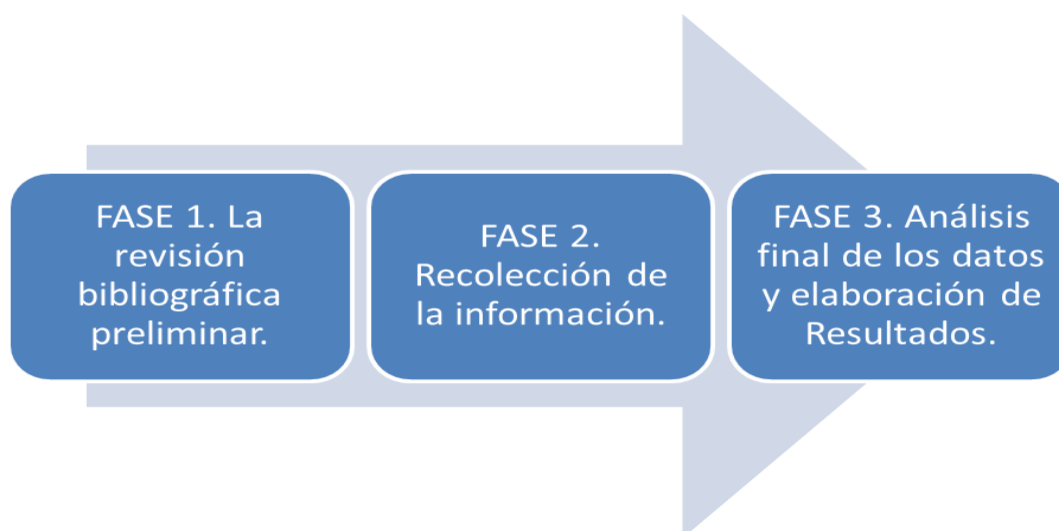 FASE 1. La
revisión
bibliográfica
preliminar.
FASE 2.
Recolección de
la información.
FASE 3. Análisis
final de los datos
y elaboración de
Resultados.